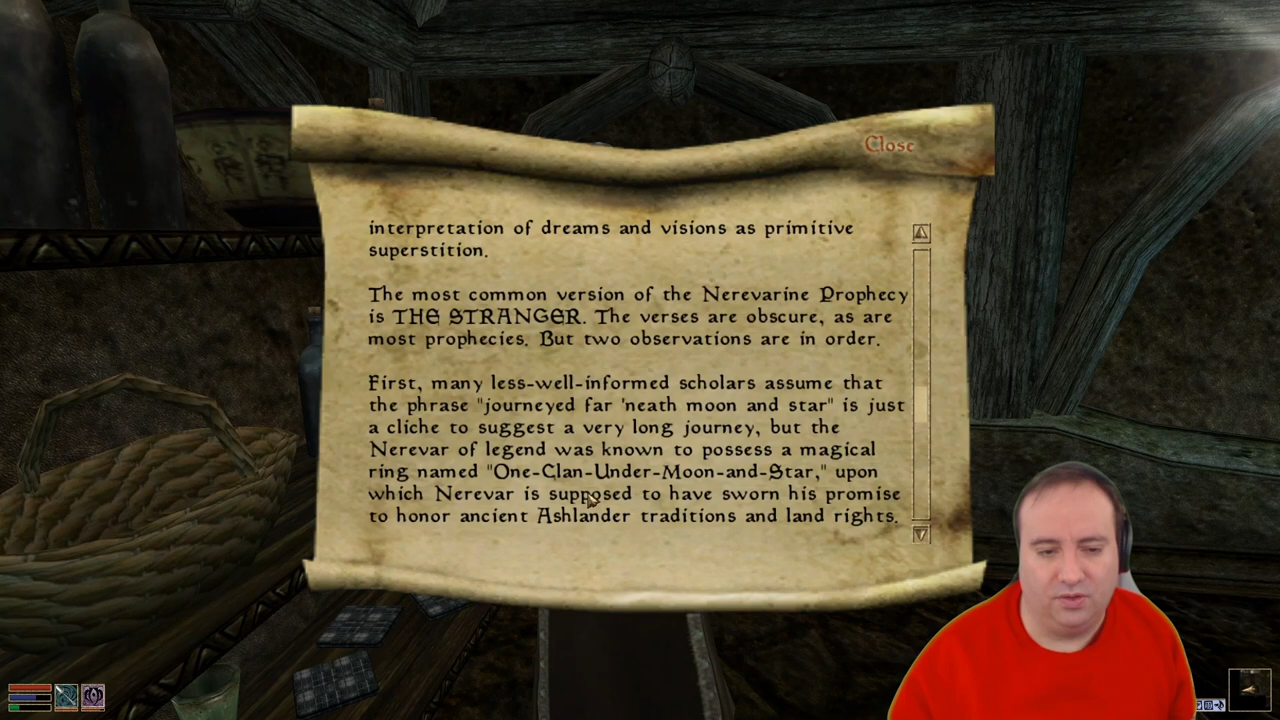 Close
interpretation of dreams and visions as primitive
superstition.
The most common version of the Nerevarine Prophecy
is THE STRANGER. The verses are obscure, as are
most prophecies. But two observations are in order.
First, many less-well-informed scholars assume that
the phrase "journeyed far 'neath moon and star" is just
a cliche to suggest a very long journey, but the
Nerevar of legend was known to possess a magical
ring named "One-Clan-Under-Moon-and-Star," upon
which Nerevar is supposed to have sworn his promise
to honor ancient Ashlander traditions and land rights.